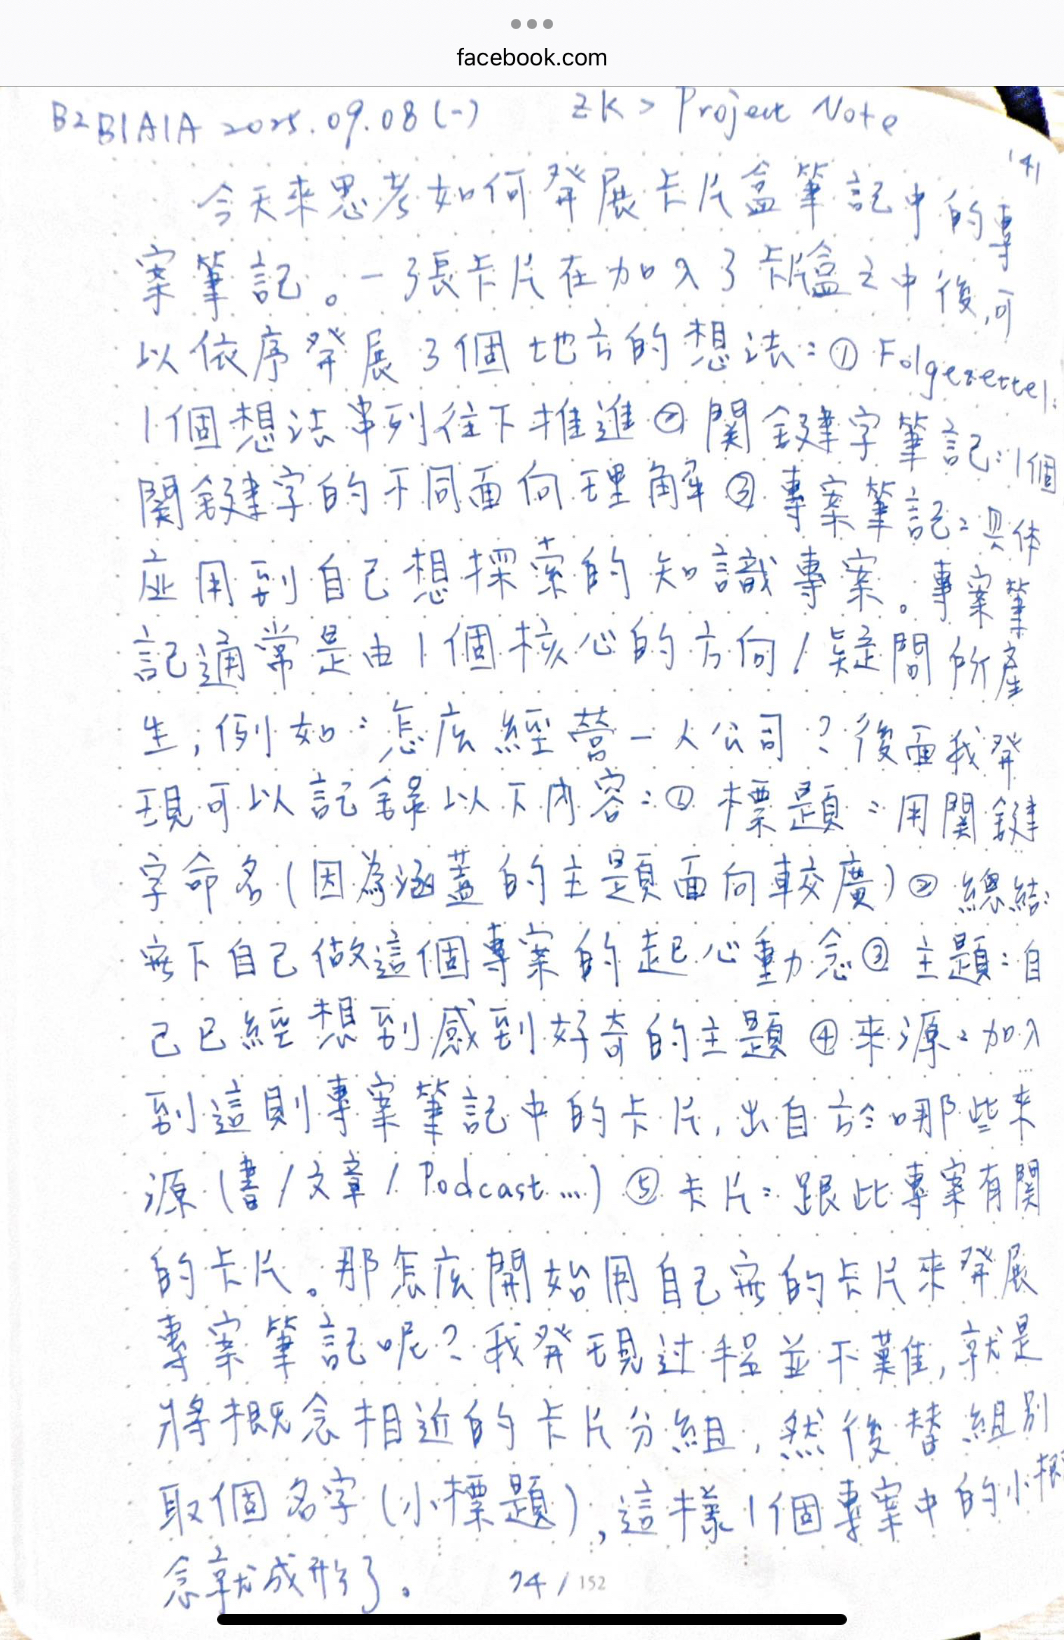 facebook.com
B2B1A1A 2025.09.08(一) ZK > Project Note
141
今天來思考如何發展卡片盒筆記中的專
案筆記。一張卡片在加入了卡片盒之中後,可
以依序發展3個地方的想法:① Folgezettel:
1個想法串列往下推進②關鍵字筆記:1個
關鍵字的不同面向理解③專案筆記:具体
应用到自己想探索的知識專案。專案筆
記通常是由1個核心的方向/疑問所產
生,例如:怎庅經營一人公司?後面我發
現可以記錄以下內容:①標題:用關鍵
字命名(因為涵蓋的主題面向較廣)②總結:
寫下自己做這個專案的起心動念③主題:自
己已經想到感到好奇的主題④來源:加入
到這則專案筆記中的卡片,出自於哪些來
源(書/文章/Podcast...)⑤卡片:跟此專案有關
的卡片。那怎庅開始用自己寫的卡片來發展
專案筆記呢?我發現过程並不難,就是
將概念相近的卡片分組,然後替組別
取個名字(小標題),這樣1個專案中的小概
念就成形了。
74/152